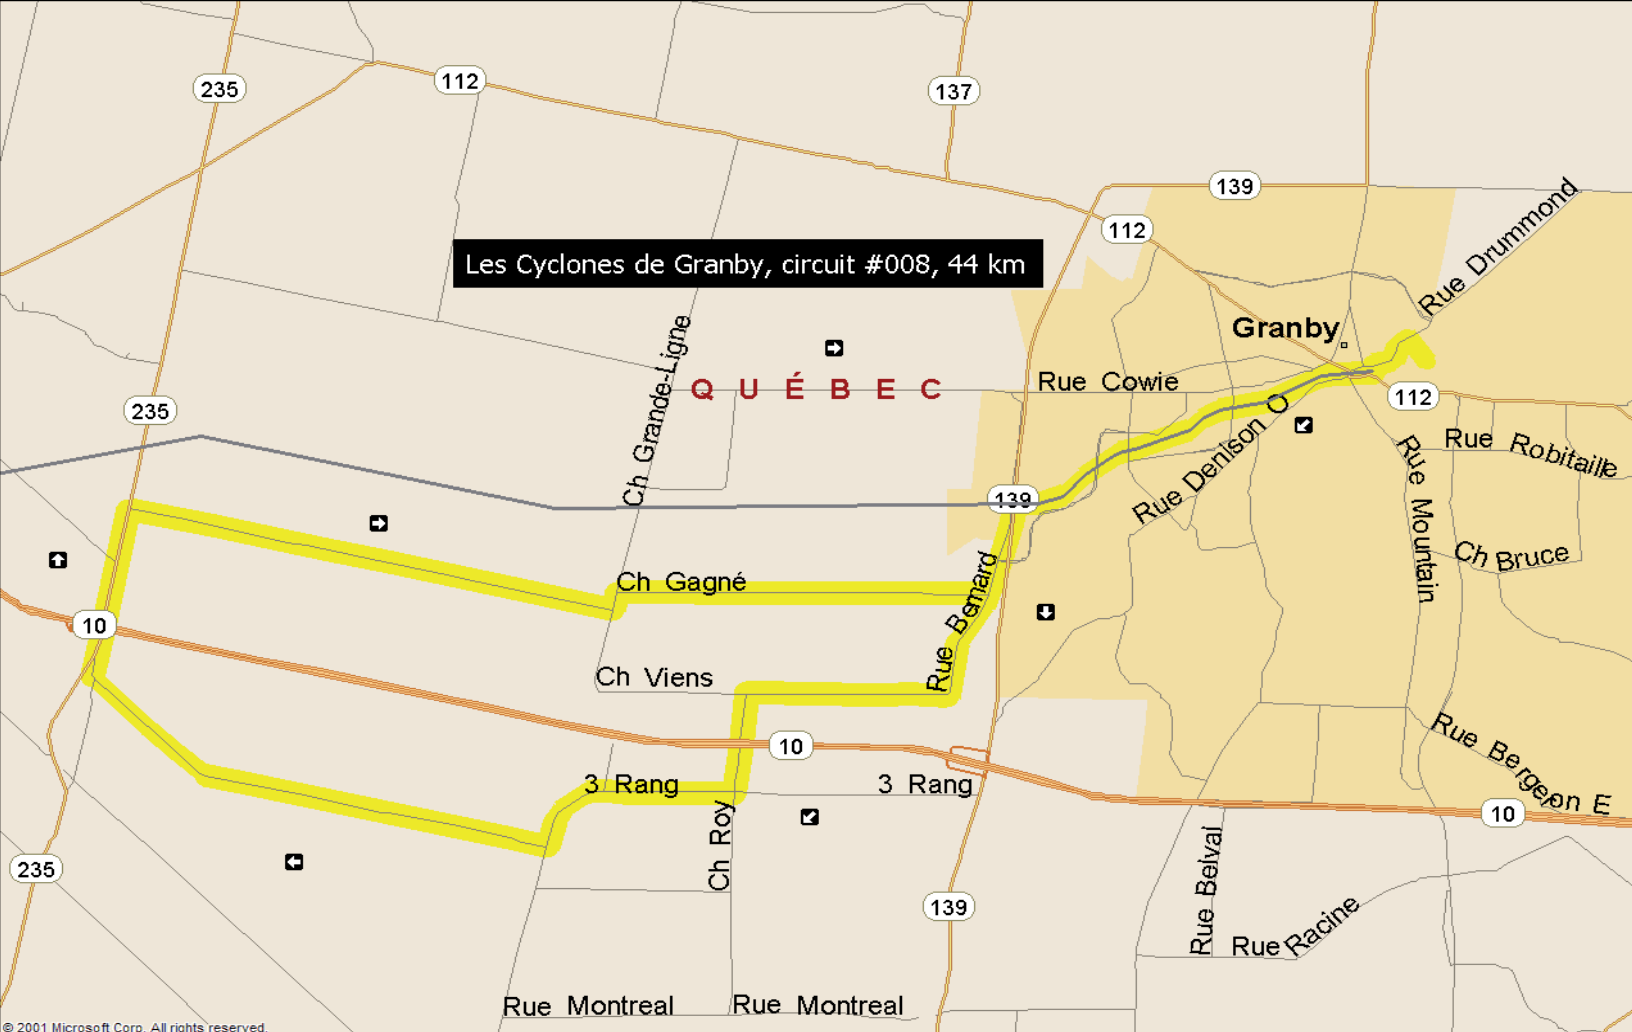 235
112
137
139
112
Rue Drummond
Les Cyclones de Granby, circuit #008, 44 km
Granby
Ch Grande-Ligne
QUÉBEC
Rue Cowie
112
235
Rue Denison O
Rue Robitaille
Rue Mountain
139
Ch Bruce
Ch Gagné
Rue Bernard
10
Ch Viens
10
Rue Bergeon E
3 Rang
3 Rang
10
Ch Roy
235
Rue Belval
139
Rue Racine
Rue Montreal
Rue Montreal
© 2001 Microsoft Corp. All rights reserved.